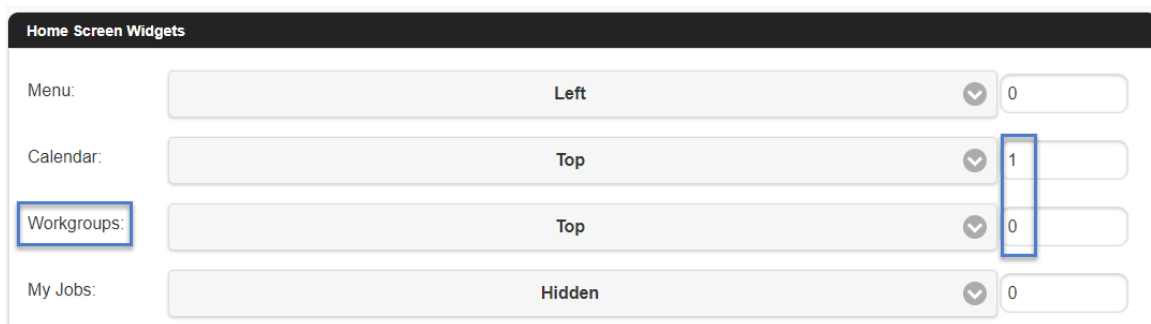 Home Screen Widgets
Menu: Left 0
Calendar: Top 1
Workgroups: Top 0
My Jobs: Hidden 0